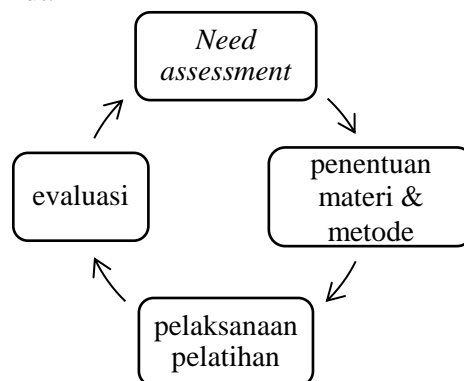 Need
assessment
penentuan
materi &
metode
pelaksanaan
pelatihan
evaluasi